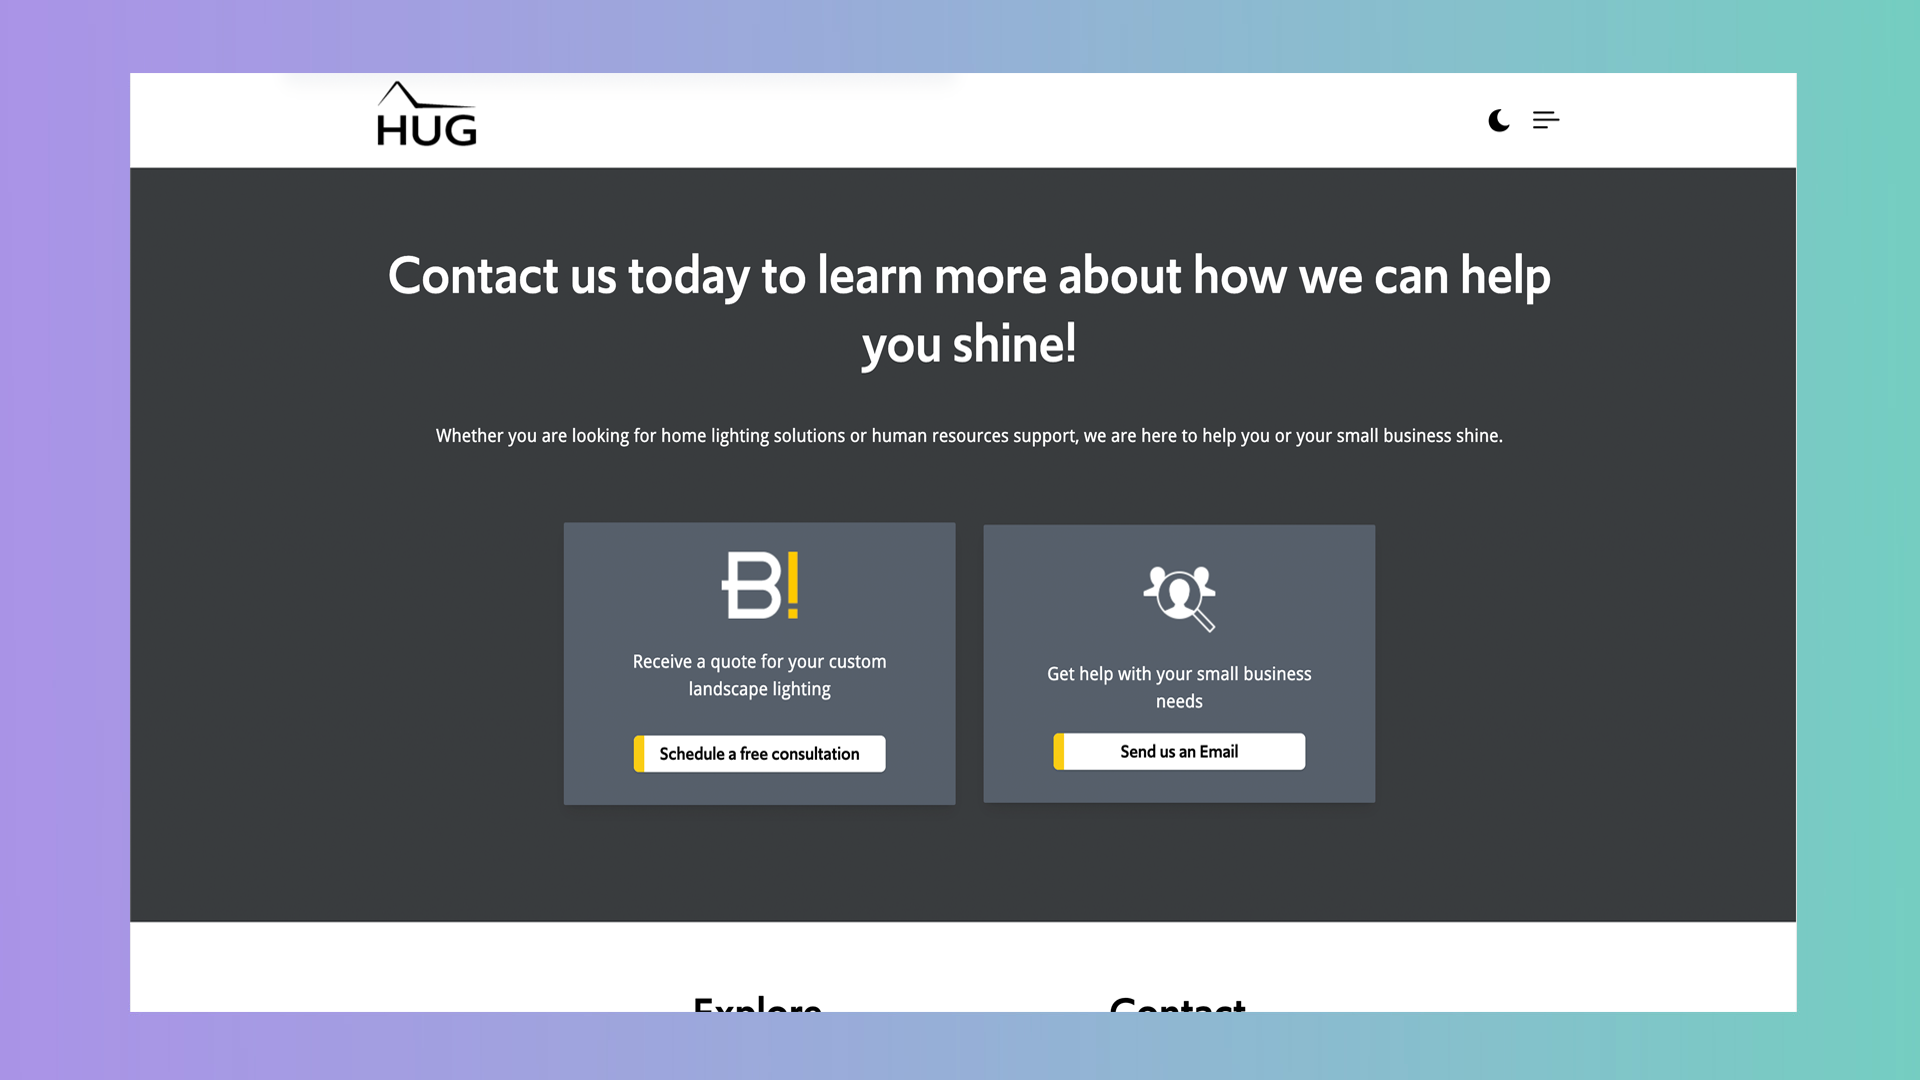 HUG
Contact us today to learn more about how we can help
you shine!
Whether you are looking for home lighting solutions or human resources support, we are here to help you or your small business shine.
B!
Receive a quote for your custom
landscape lighting
Schedule a free consultation
Get help with your small business
needs
Send us an Email
Explore
Contact